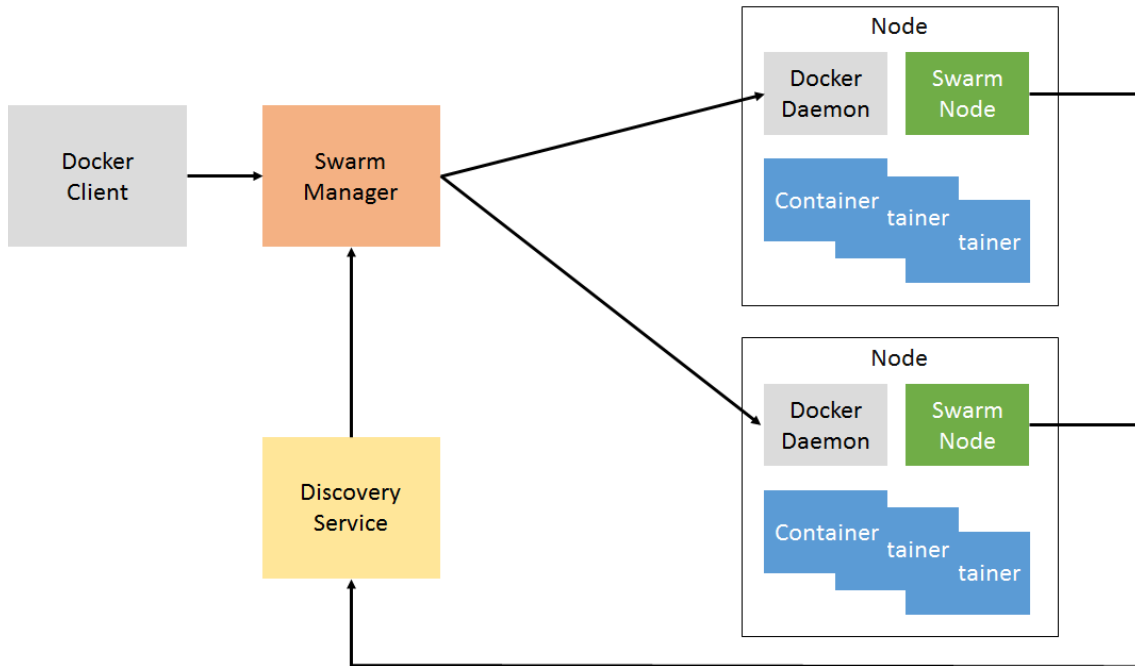 Docker
Client
Swarm
Manager
Discovery
Service
Node
Docker
Daemon
Swarm
Node
Container
tainer
tainer
Node
Docker
Daemon
Swarm
Node
Container
tainer
tainer